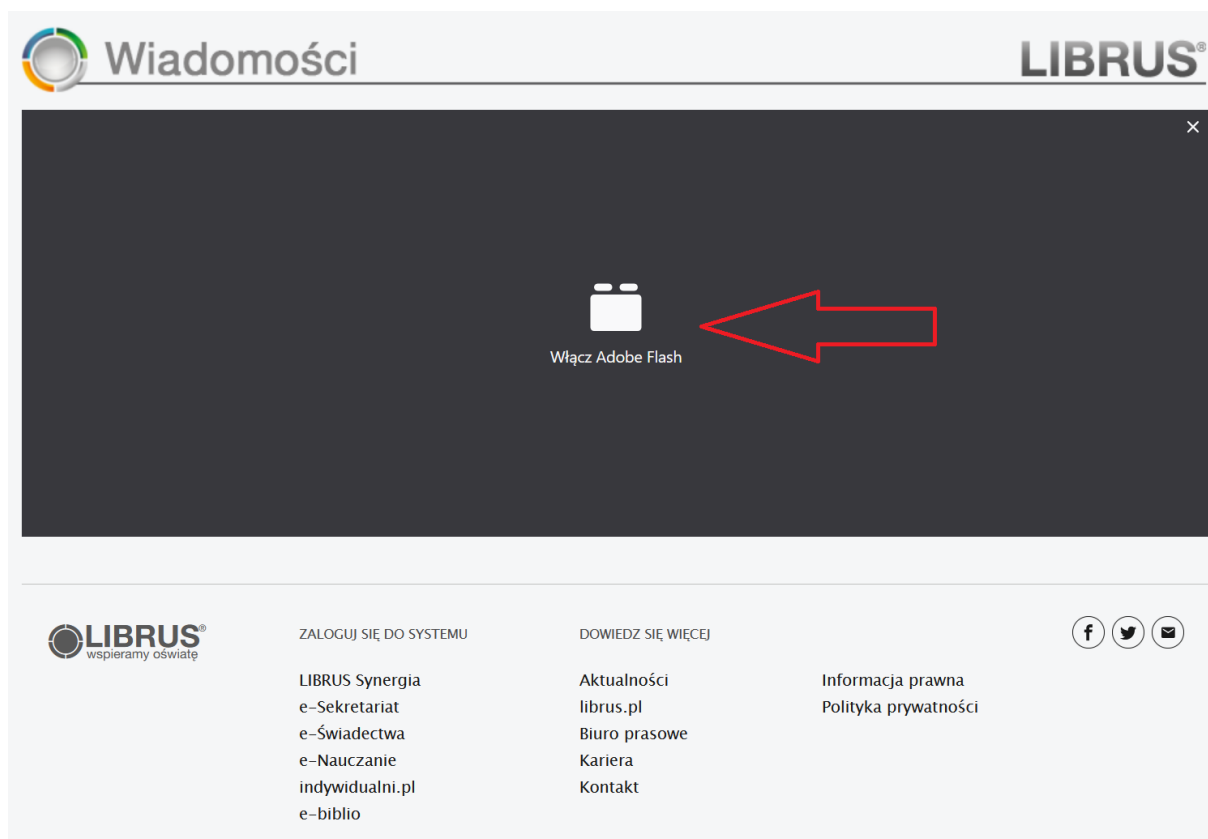 Wiadomości
LIBRUS®
Włącz Adobe Flash
LIBRUS®
wspieramy oświatę
ZALOGUJ SIĘ DO SYSTEMU
LIBRUS Synergia
e-Sekretariat
e-Świadectwa
e-Nauczanie
indywidualni.pl
e-biblio
DOWIEDZ SIĘ WIĘCEJ
Aktualności
librus.pl
Biuro prasowe
Kariera
Kontakt
Informacja prawna
Polityka prywatności